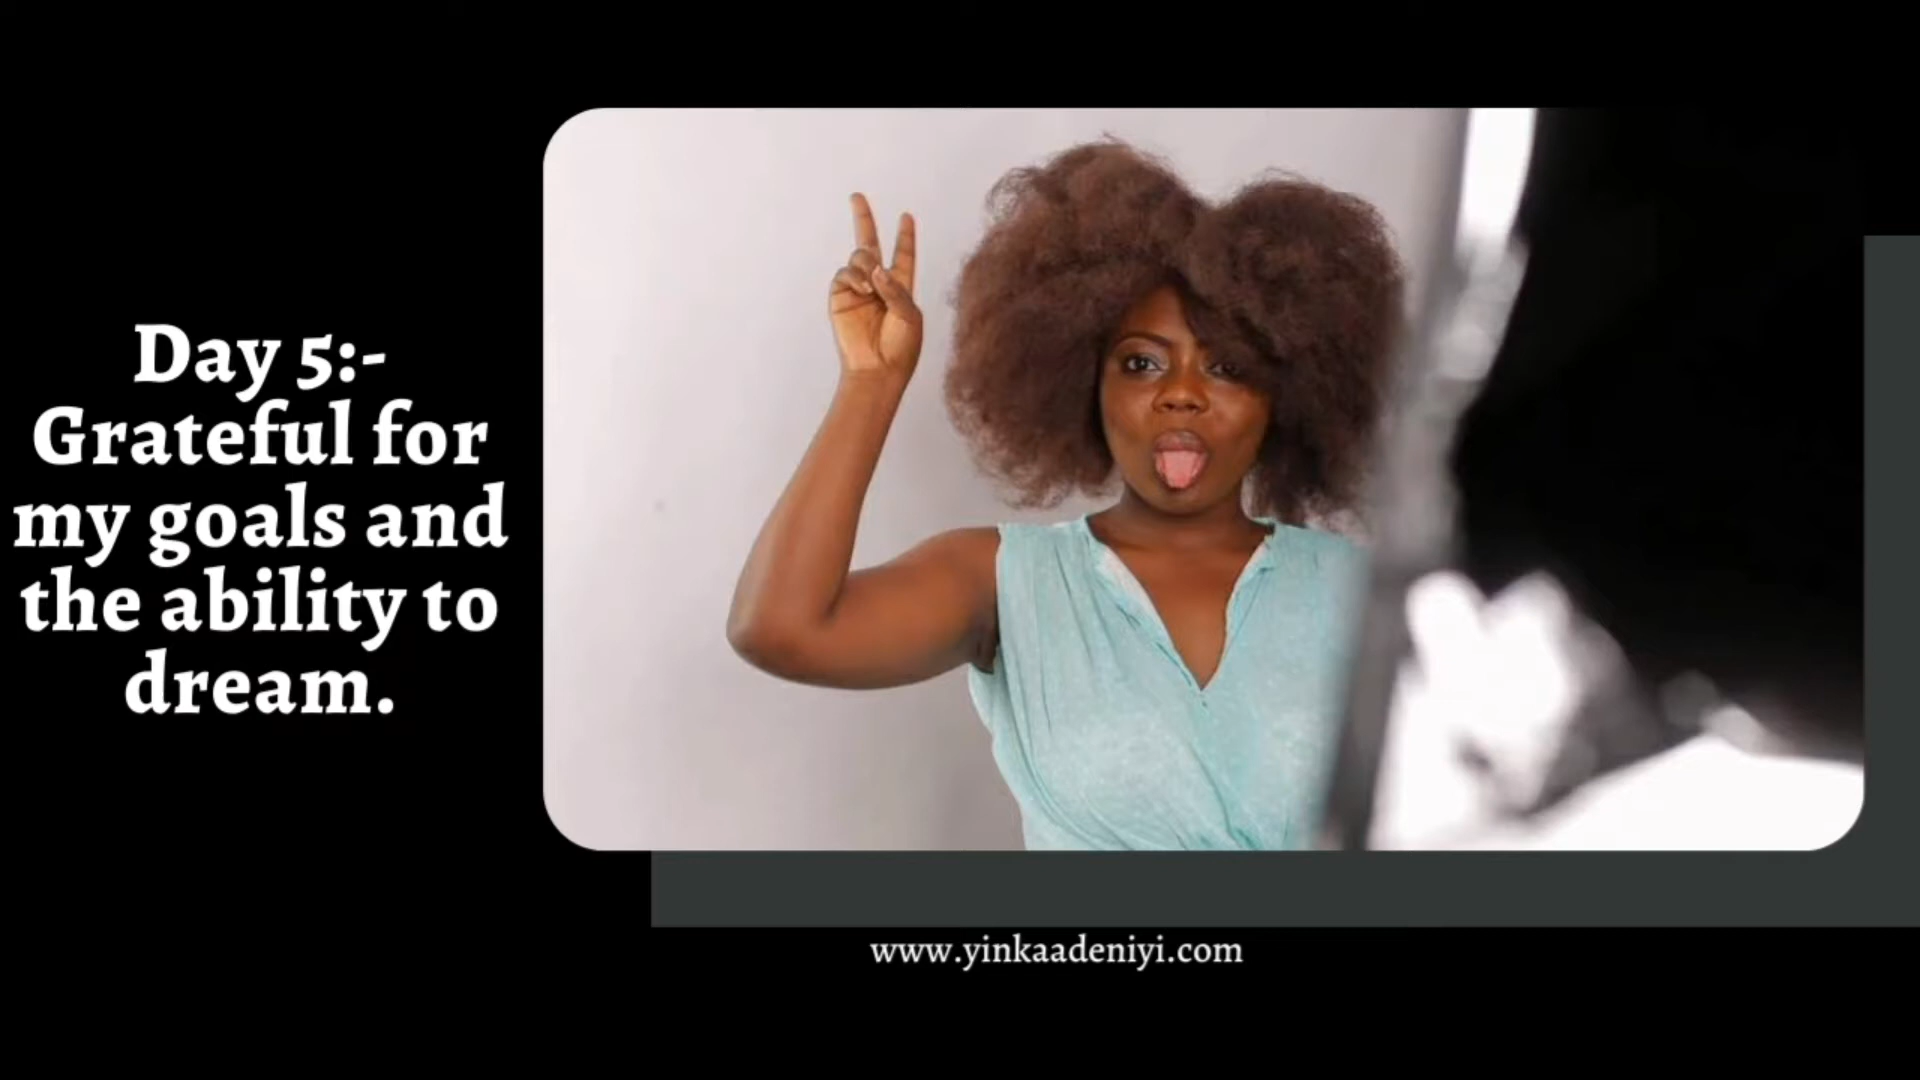 Day 5:-
Grateful for
my goals and
the ability to
dream.
www.yinkaadeniyi.com